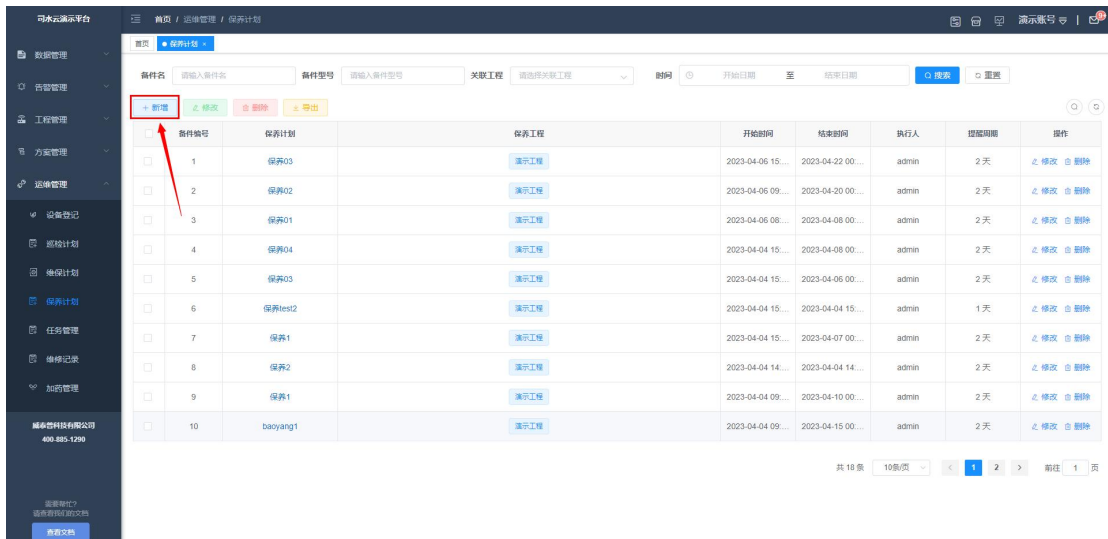 司水云演示平台
首页 / 运维管理 / 保养计划
演示账号
9+
数据管理
告警管理
工程管理
方案管理
运维管理
设备登记
巡检计划
维保计划
保养计划
任务管理
维修记录
加药管理
威泰普科技有限公司
400-885-1290
需要帮忙?
请查看我们的文档
查看文档
首页 保养计划 ×
备件名 请输入备件名 备件型号 请输入备件型号 关联工程 请选择关联工程 时间 开始日期 至 结束日期 搜索 重置
+ 新增 修改 删除 导出
备件编号 保养计划 保养工程 开始时间 结束时间 执行人 提醒周期 操作
1 保养03 演示工程 2023-04-06 15:... 2023-04-22 00:... admin 2 天 修改 删除
2 保养02 演示工程 2023-04-06 09:... 2023-04-20 00:... admin 2 天 修改 删除
3 保养01 演示工程 2023-04-06 08:... 2023-04-08 00:... admin 2 天 修改 删除
4 保养04 演示工程 2023-04-04 15:... 2023-04-08 00:... admin 2 天 修改 删除
5 保养03 演示工程 2023-04-04 15:... 2023-04-06 00:... admin 2 天 修改 删除
6 保养test2 演示工程 2023-04-04 15:... 2023-04-04 15:... admin 1 天 修改 删除
7 保养1 演示工程 2023-04-04 15:... 2023-04-07 00:... admin 2 天 修改 删除
8 保养2 演示工程 2023-04-04 14:... 2023-04-04 14:... admin 2 天 修改 删除
9 保养1 演示工程 2023-04-04 09:... 2023-04-10 00:... admin 2 天 修改 删除
10 baoyang1 演示工程 2023-04-04 09:... 2023-04-15 00:... admin 2 天 修改 删除
共 18 条 10条/页 < 1 2 > 前往 1 页